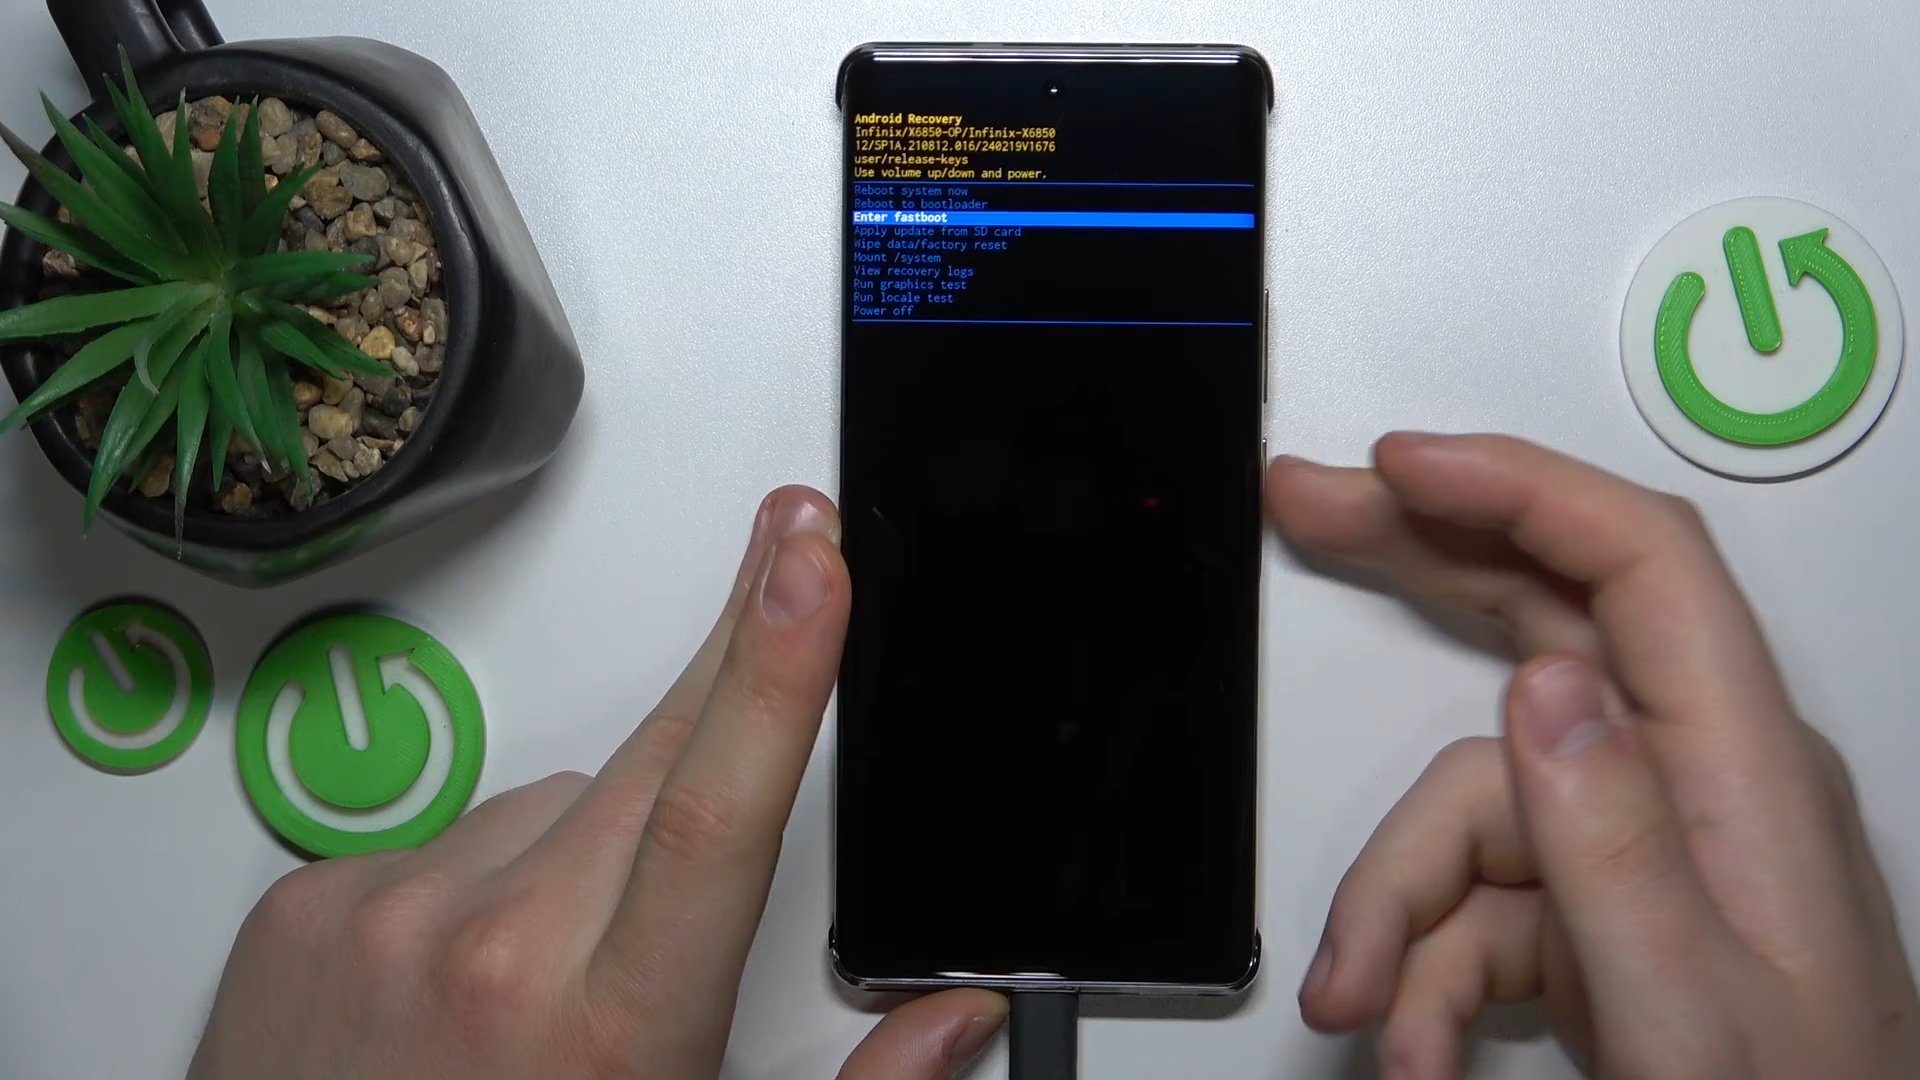 Android Recovery
Infinix/X6850-OP/Infinix-X6850
12/SP1A.210812.016/240219V1676
user/release-keys
Use volume up/down and power.
Reboot system now
Reboot to bootloader
Enter fastboot
Apply update from SD card
Wipe data/factory reset
Mount /system
View recovery logs
Run graphics test
Run locale test
Power off